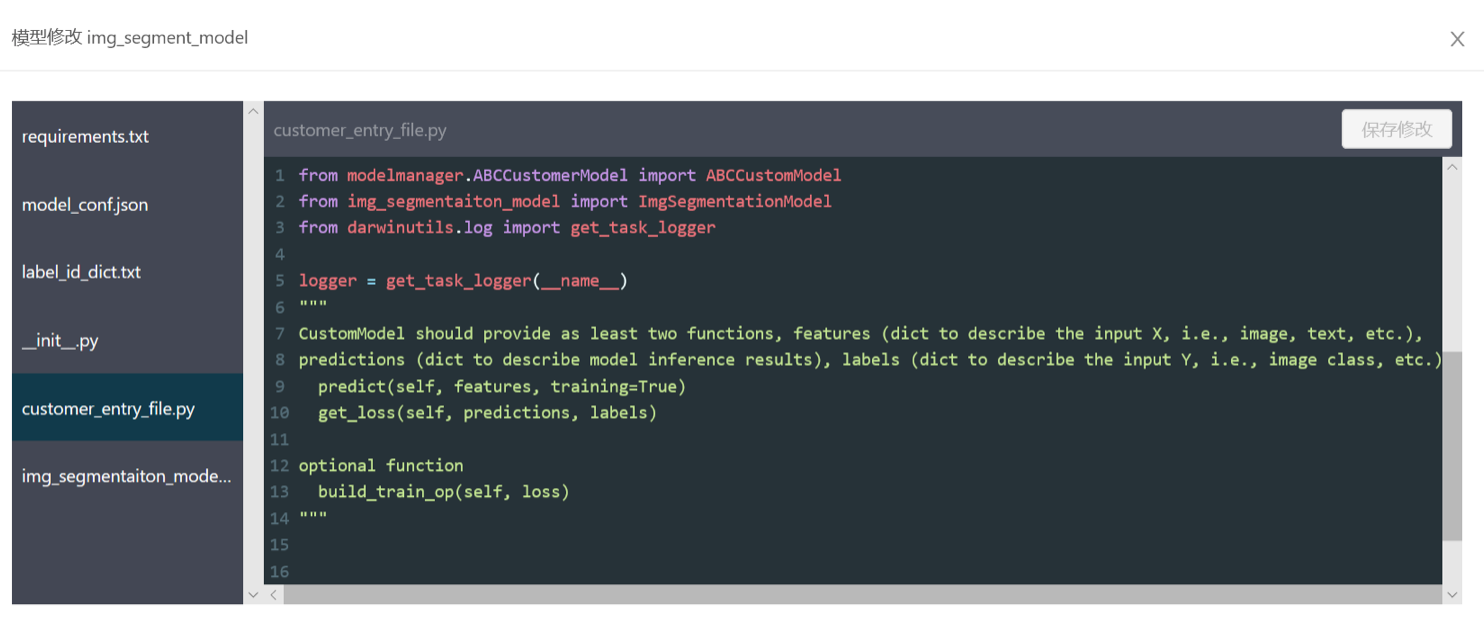 模型修改 img_segment_model
requirements.txt
model_conf.json
label_id_dict.txt
__init__.py
customer_entry_file.py
img_segmentaiton_mode...
customer_entry_file.py
保存修改
1 from modelmanager.ABCCustomerModel import ABCCustomModel
2 from img_segmentaiton_model import ImgSegmentationModel
3 from darwinutils.log import get_task_logger
4
5 logger = get_task_logger(__name__)
6 """
7 CustomModel should provide as least two functions, features (dict to describe the input X, i.e., image, text, etc.),
8 predictions (dict to describe model inference results), labels (dict to describe the input Y, i.e., image class, etc.)
9   predict(self, features, training=True)
10   get_loss(self, predictions, labels)
11
12 optional function
13   build_train_op(self, loss)
14 """
15
16